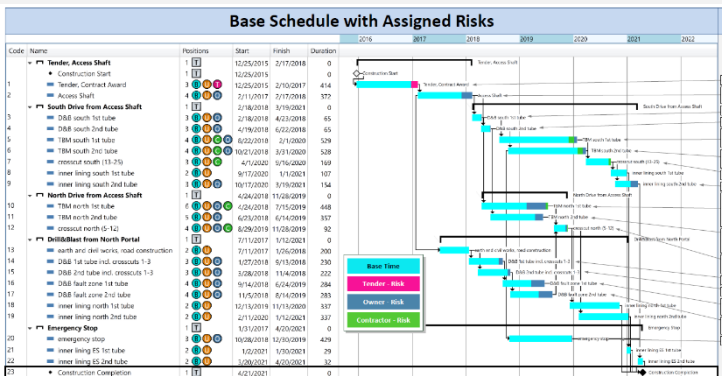 Base Schedule with Assigned Risks
2016 2017 2018 2019 2020 2021 2022
Code Name Positions Start Finish Duration
Tender, Access Shaft 1 T 12/25/2015 2/17/2018 0
Construction Start 1 T 12/25/2015 0
1 Tender, Contract Award 3 B U T 12/25/2015 2/10/2017 414
2 Access Shaft 4 B U O 2/11/2017 2/17/2018 372
South Drive from Access Shaft 1 T 2/18/2018 3/19/2021 0
3 D&B south 1st tube 3 B U O 2/18/2018 4/23/2018 65
4 D&B south 2nd tube 3 B U O 4/19/2018 6/22/2018 65
5 TBM south 1st tube B U C O 6/22/2018 2/1/2020 529
6 TBM south 2nd tube B U C O 10/21/2018 3/31/2020 528
7 crosscut south (13-25) B U C 4/1/2020 9/16/2020 169
8 inner lining south 1st tube 2 B U 9/17/2020 1/1/2021 107
9 inner lining south 2nd tube 3 B U O 10/17/2020 3/19/2021 154
North Drive from Access Shaft 1 T 4/24/2018 11/28/2019 0
10 TBM north 1st tube B U O C 4/24/2018 7/15/2019 448
11 TBM north 2nd tube B U O 6/23/2018 6/14/2019 357
12 crosscut north (5-12) B U O C 8/29/2019 11/28/2019 92
Drill&Blast from North Portal 1 T 7/11/2017 1/12/2021 0
13 earth and civil works, road construction 2 B U 7/11/2017 1/26/2018 200
14 D&B 1st tube incl. crosscuts 1-3 3 B U O 1/27/2018 9/13/2018 230
15 D&B 2nd tube incl. crosscuts 1-3 3 B U O 3/28/2018 11/4/2018 222
16 D&B fault zone 1st tube 4 B U O 9/14/2018 6/24/2019 284
17 D&B fault zone 2nd tube 4 B U O 11/5/2018 8/14/2019 283
18 inner lining north 1st tube 2 B U 12/13/2019 11/13/2020 337
19 inner lining north 2nd tube 2 B U 2/11/2020 1/12/2021 337
Emergency Stop 1 T 1/31/2017 4/20/2021 0
20 emergency stop 3 B U O 10/28/2018 12/30/2019 429
21 inner lining ES 1st tube 2 B U 1/2/2021 1/30/2021 29
22 inner lining ES 2nd tube 2 B U 3/20/2021 4/20/2021 32
23 Construction Completion 1 T 4/21/2021 0
Tender, Access Shaft
Construction Start
Tender, Contract Award
Access Shaft
South Drive from Access Shaft
D&B south 1st tube
D&B south 2nd tube
TBM south 1st tube
TBM south 2nd tube
crosscut south (13-25)
inner lining south 1st tube
inner lining south 2nd tube
North Drive from Access Shaft
TBM north 1st tube
TBM north 2nd tube
crosscut north (5-12)
Drill&Blast from North Portal
earth and civil works, road construction
D&B 1st tube incl. crosscuts 1-3
D&B 2nd tube incl. crosscuts 1-3
D&B fault zone 1st tube
D&B fault zone 2nd tube
inner lining north 1st tube
inner lining north 2nd tube
Emergency Stop
emergency stop
inner lining ES 1st tube
inner lining ES 2nd tube
Construction Completion
Base Time
Tender - Risk
Owner - Risk
Contractor - Risk